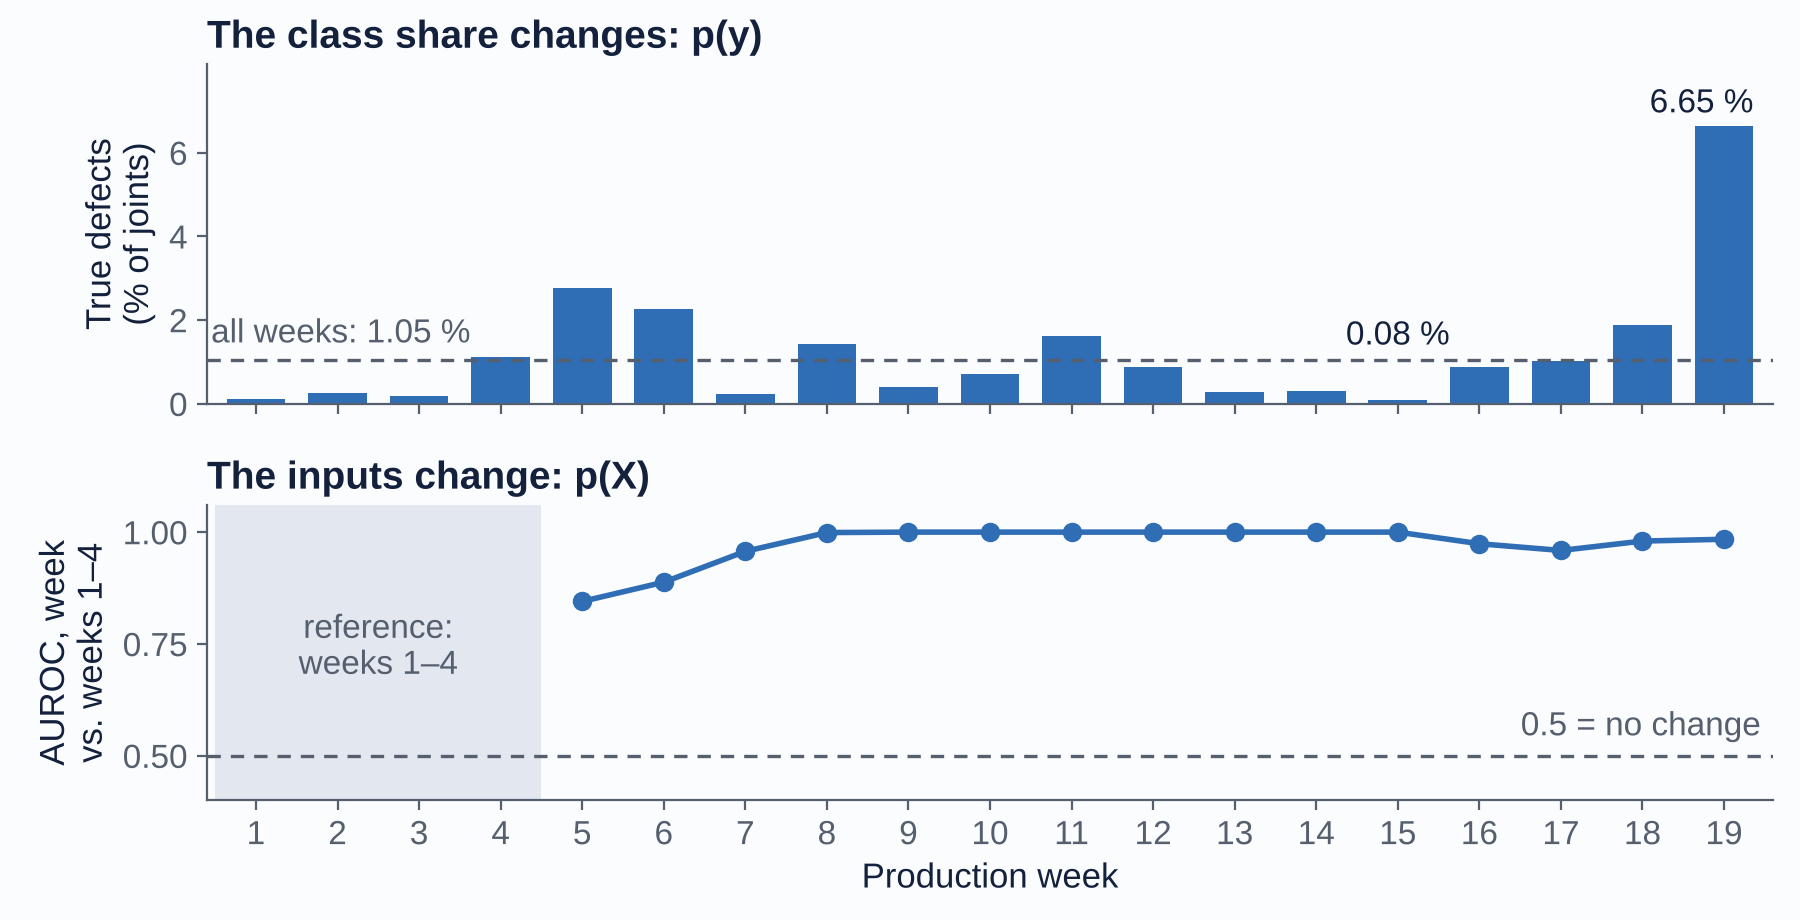 The class share changes: p(y)
True defects
(% of joints)
6
4
2
0
all weeks: 1.05 %
0.08 %
6.65 %
The inputs change: p(X)
AUROC, week
vs. weeks 1–4
1.00
0.75
0.50
reference:
weeks 1–4
0.5 = no change
1 2 3 4 5 6 7 8 9 10 11 12 13 14 15 16 17 18 19
Production week